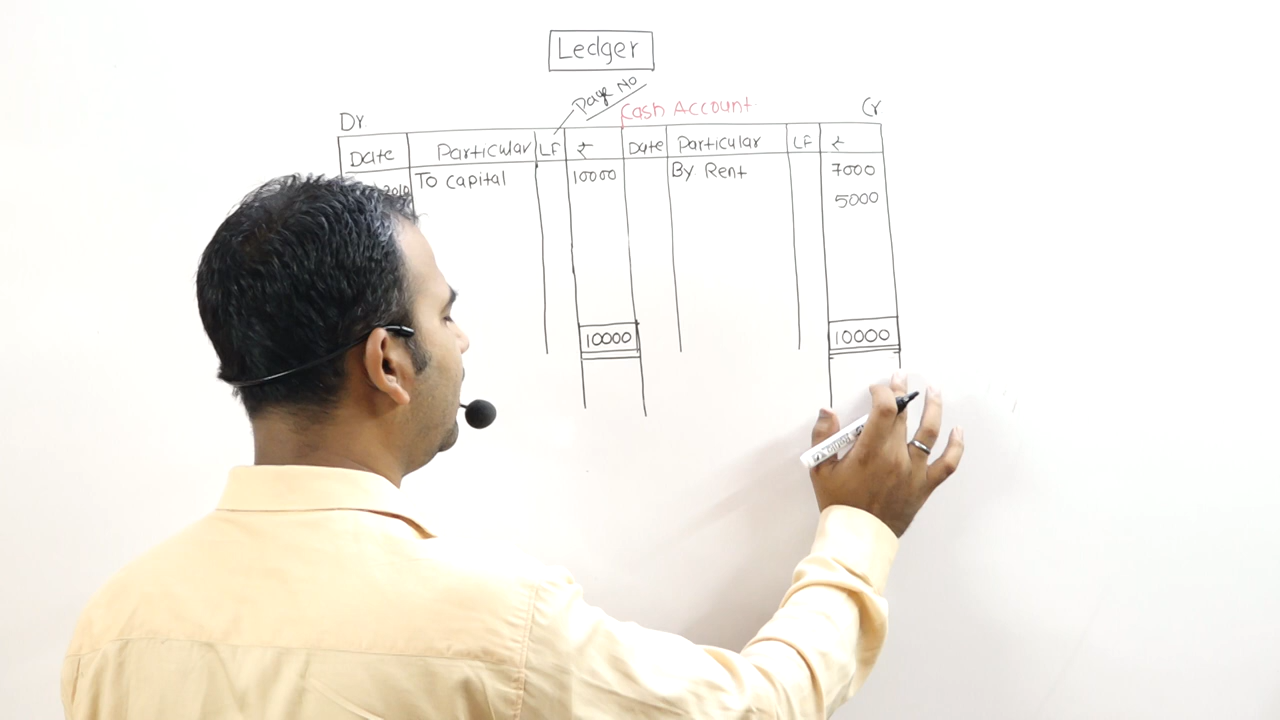 Ledger
Page No
Cash Account
Dr.
Cr
Date Particular LF ₹ Date Particular LF ₹
2010 To Capital 10000 By Rent 7000
5000
10000 10000